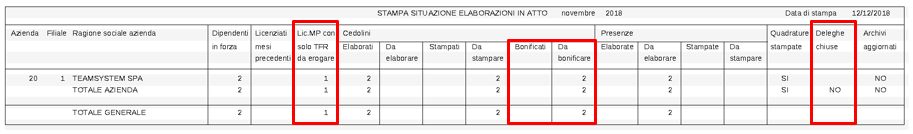 STAMPA SITUAZIONE ELABORAZIONI IN ATTO novembre 2018 Data di stampa 12/12/2018
Azienda Filiale Ragione sociale azienda Dipendenti Licenziati Lic.MP con Cedolini Presenze Quadrature Deleghe Archivi
in forza mesi solo TFR Elaborati Da Stampati Da Bonificati Da Elaborate Da Stampate Da stampate chiuse aggiornati
precedenti da erogare elaborare stampare bonificare elaborare stampare
20 1 TEAMSYSTEM SPA 2 1 2 2 2 2 2 SI NO
TOTALE AZIENDA 2 1 2 2 2 2 2 SI NO NO
TOTALE GENERALE 2 1 2 2 2 2 2